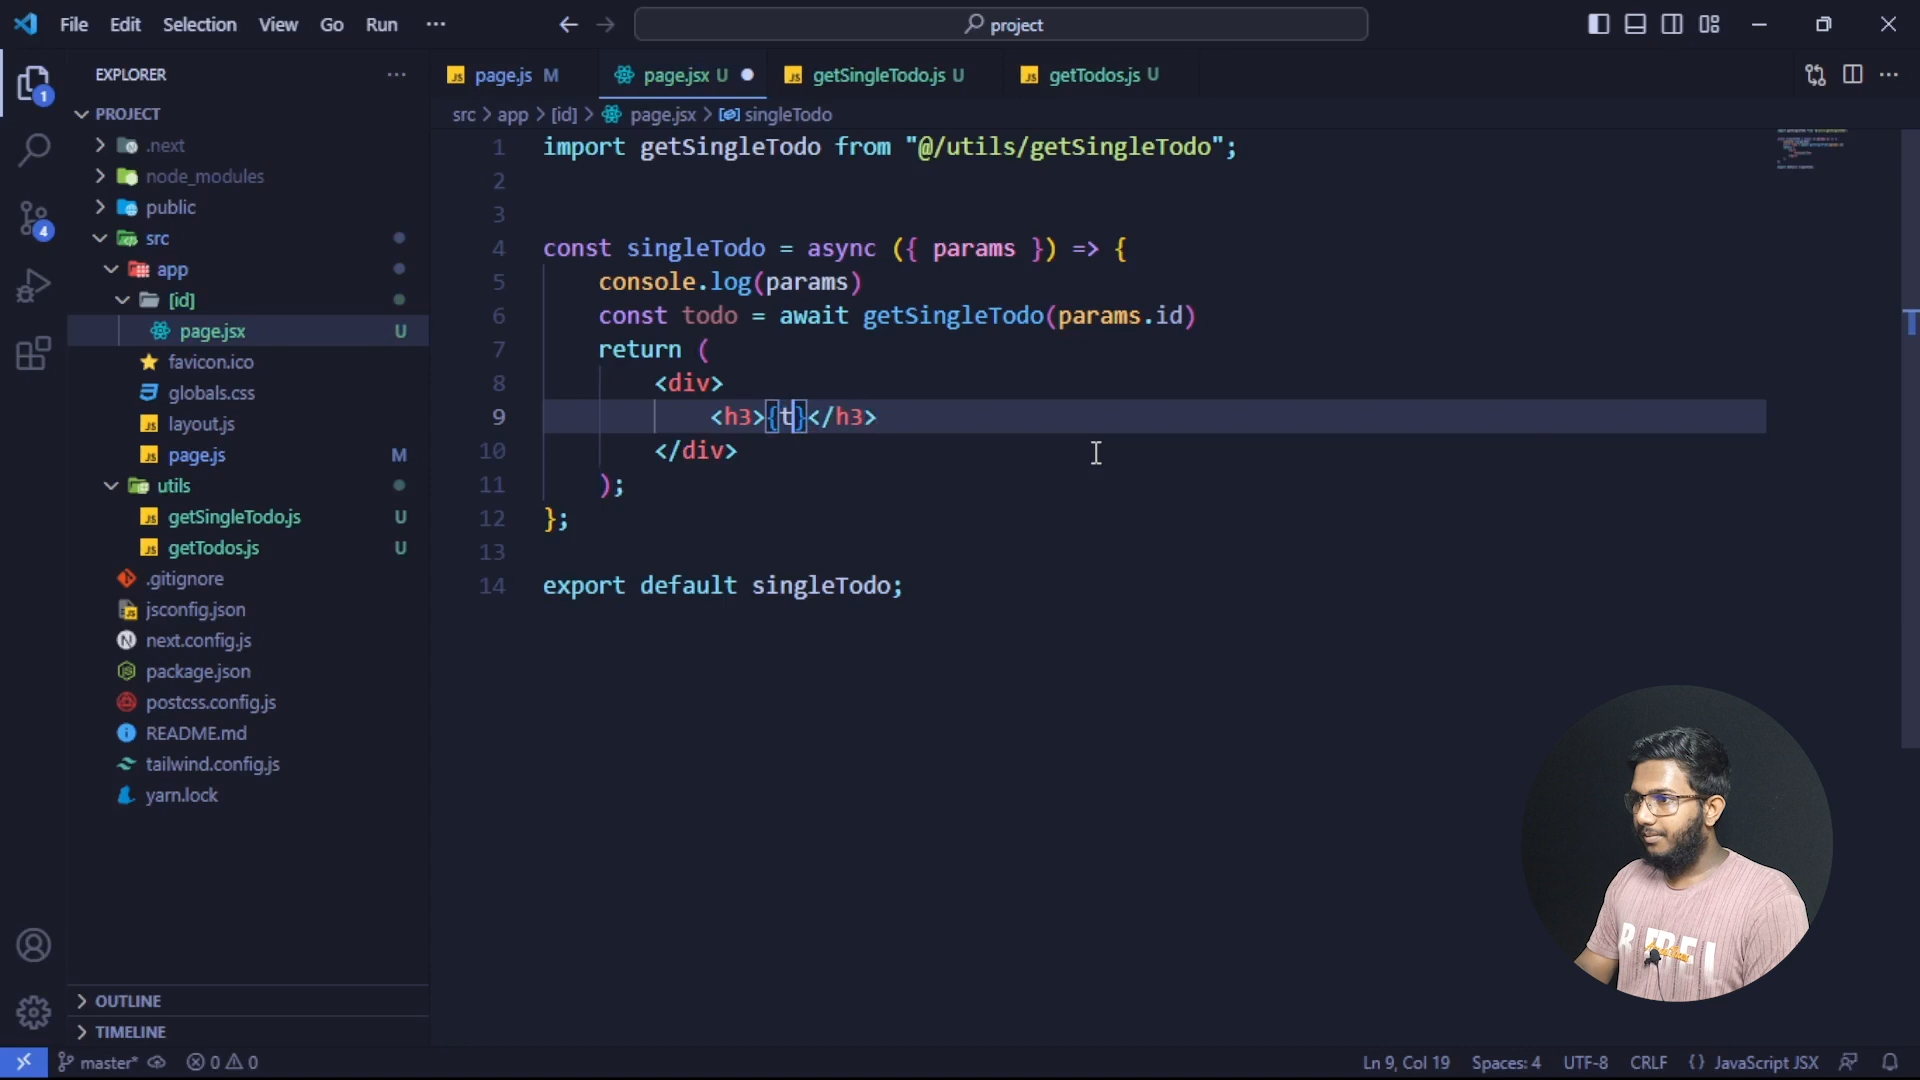 File Edit Selection View Go Run ··· project
EXPLORER ···
page.js M page.jsx U getSingleTodo.js U getTodos.js U ···
src > app > [id] > page.jsx > singleTodo
PROJECT
.next
node_modules
public
src
app
[id]
page.jsx U
favicon.ico
globals.css
layout.js
page.js M
utils
getSingleTodo.js U
getTodos.js U
.gitignore
jsconfig.json
next.config.js
package.json
postcss.config.js
README.md
tailwind.config.js
yarn.lock
OUTLINE
TIMELINE
1
4
1 import getSingleTodo from "@/utils/getSingleTodo";
2
3
4 const singleTodo = async ({ params }) => {
5 console.log(params)
6 const todo = await getSingleTodo(params.id)
7 return (
8 <div>
9 <h3>{t}</h3>
10 </div>
11 );
12 };
13
14 export default singleTodo;
master* 0 0 Ln 9, Col 19 Spaces: 4 UTF-8 CRLF {} JavaScript JSX